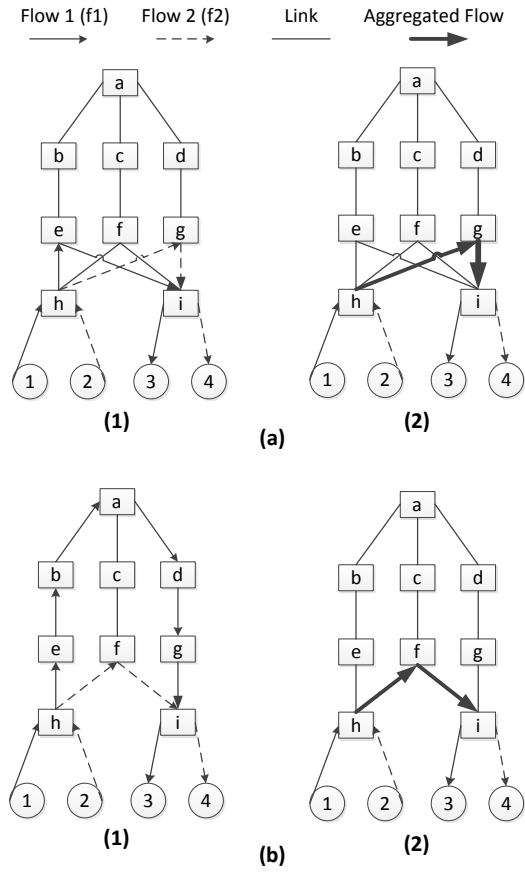 Flow 1 (f1) Flow 2 (f2) Link Aggregated Flow
a a
b c d b c d
e f g e f g
h i h i
1 2 3 4 1 2 3 4
(1) (2)
(a)
a a
b c d b c d
e f g e f g
h i h i
1 2 3 4 1 2 3 4
(1) (2)
(b)